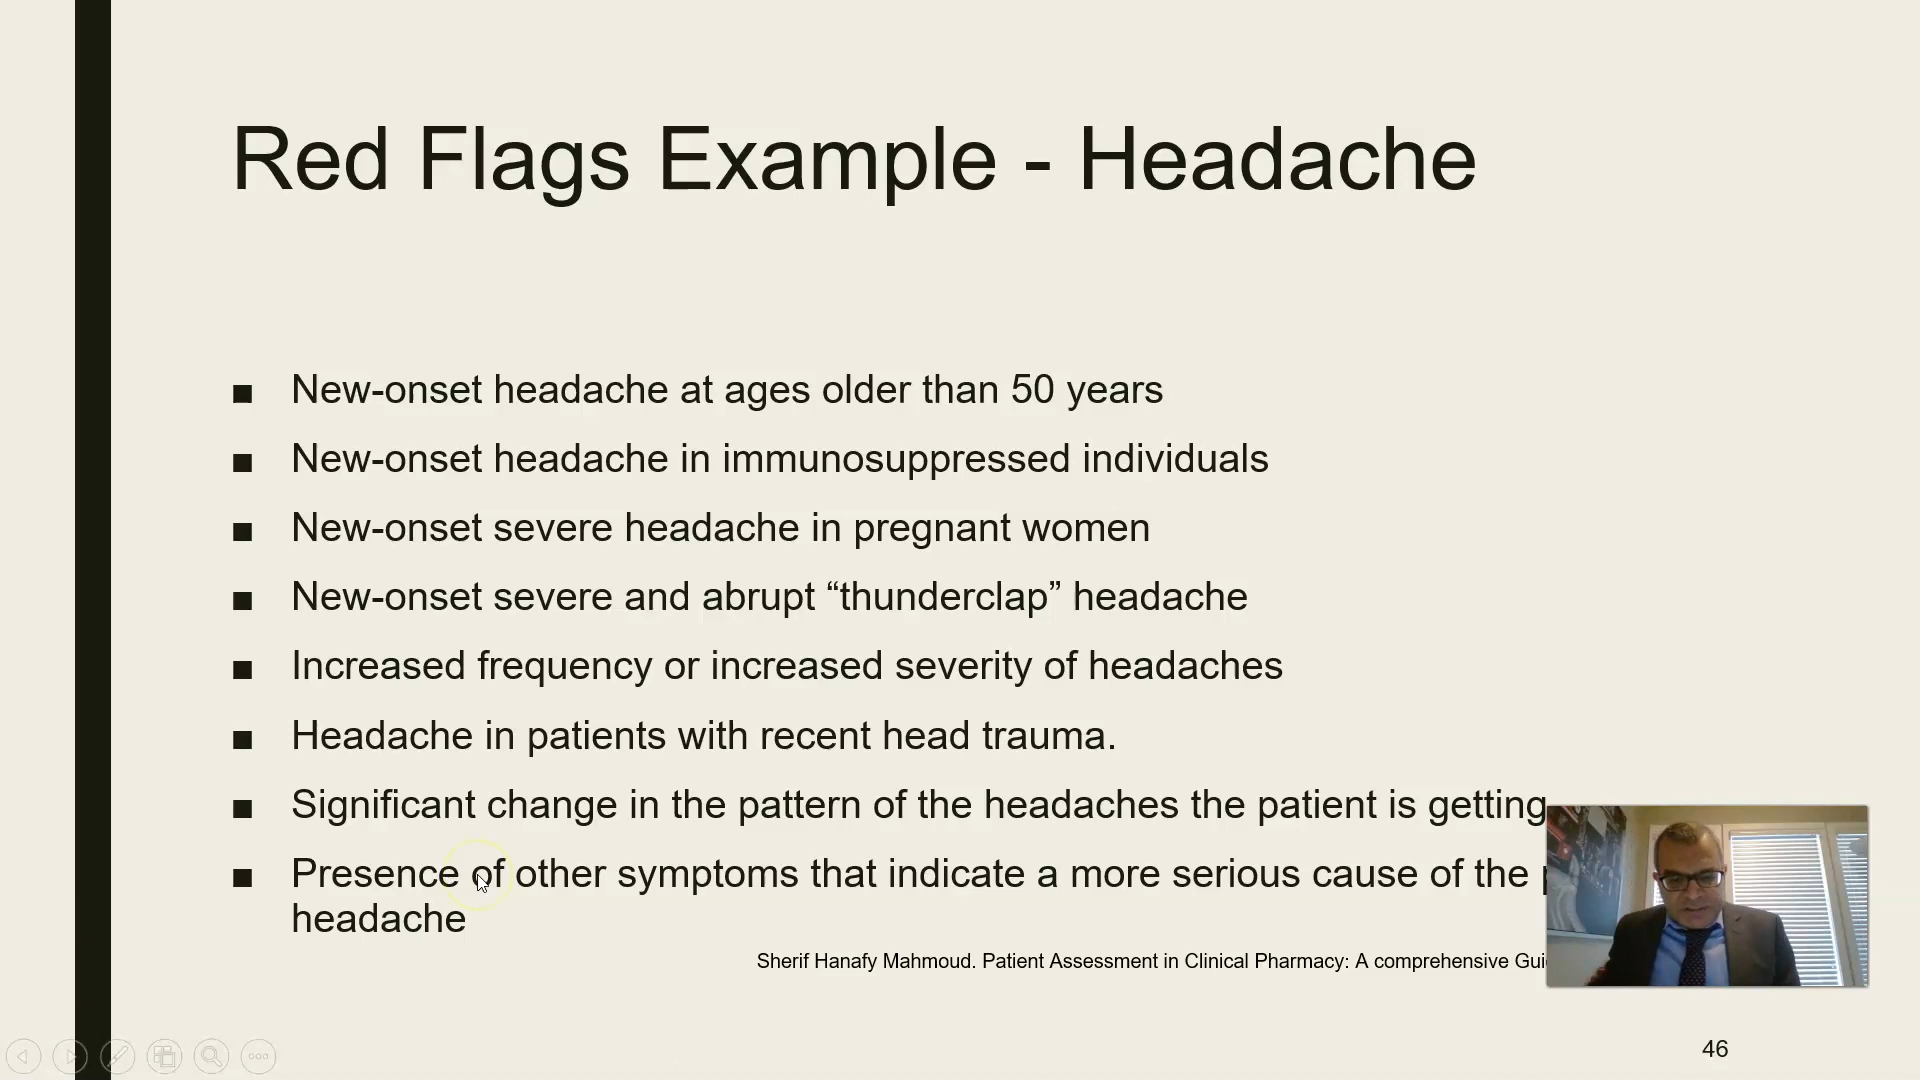 Red Flags Example - Headache
■ New-onset headache at ages older than 50 years
■ New-onset headache in immunosuppressed individuals
■ New-onset severe headache in pregnant women
■ New-onset severe and abrupt “thunderclap” headache
■ Increased frequency or increased severity of headaches
■ Headache in patients with recent head trauma.
■ Significant change in the pattern of the headaches the patient is getting
■ Presence of other symptoms that indicate a more serious cause of the
headache
Sherif Hanafy Mahmoud. Patient Assessment in Clinical Pharmacy: A comprehensive
46